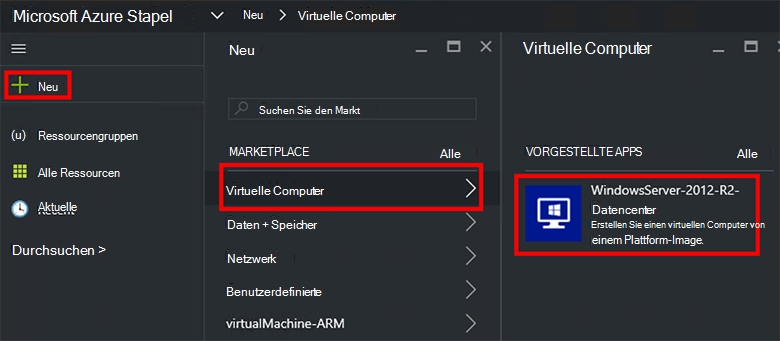 Microsoft Azure Stapel
Neu > Virtuelle Computer
Neu
Ressourcengruppen
Alle Ressourcen
Aktuelle
Durchsuchen >
Neu
Suchen Sie den Markt
MARKETPLACE Alle
Virtuelle Computer
Daten + Speicher
Netzwerk
Benutzerdefinierte
virtualMachine-ARM
Virtuelle Computer
VORGESTELLTE APPS Alle
WindowsServer-2012-R2-
Datencenter
Erstellen Sie einen virtuellen Computer von
einem Plattform-Image.